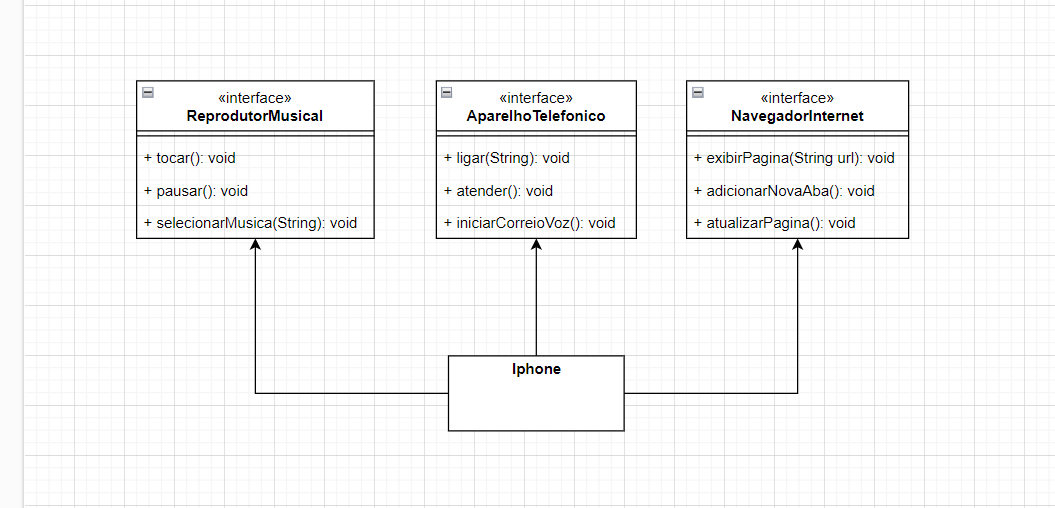 «interface»
ReprodutorMusical
+ tocar(): void
+ pausar(): void
+ selecionarMusica(String): void
«interface»
AparelhoTelefonico
+ ligar(String): void
+ atender(): void
+ iniciarCorreioVoz(): void
«interface»
NavegadorInternet
+ exibirPagina(String url): void
+ adicionarNovaAba(): void
+ atualizarPagina(): void
Iphone